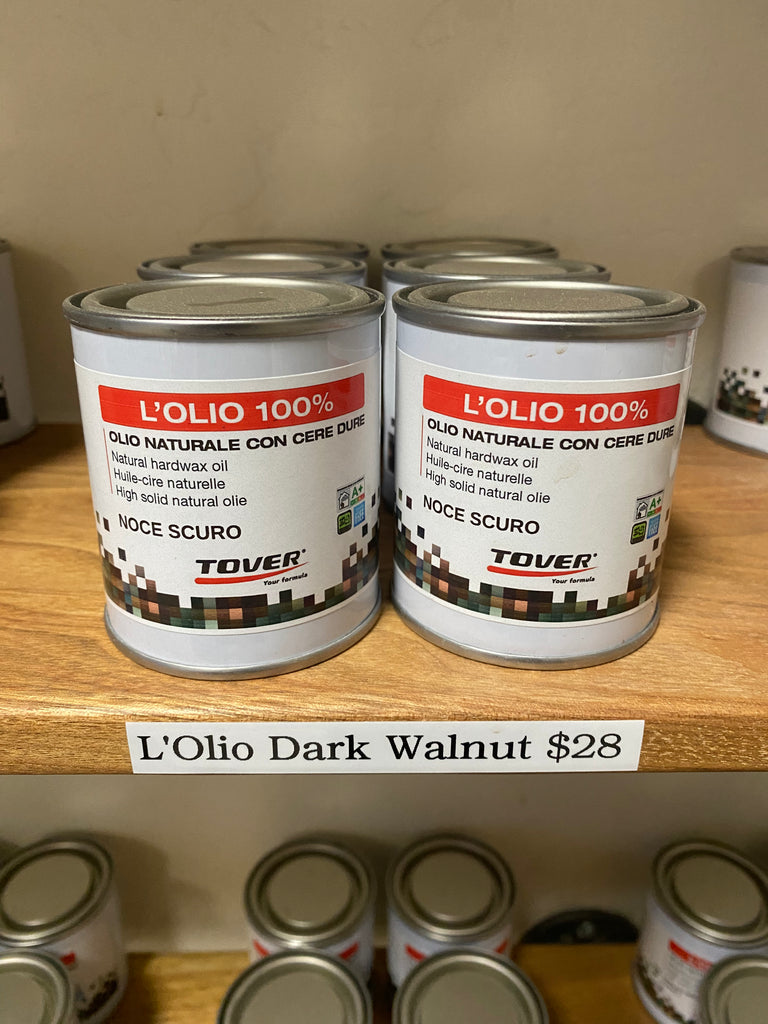 L'OLIO 100%
OLIO NATURALE CON CERE DURE
Natural hardwax oil
Huile-cire naturelle
High solid natural olie
NOCE SCURO
A+
TOVER
Your formula
L'OLIO 100%
OLIO NATURALE CON CERE DURE
Natural hardwax oil
Huile-cire naturelle
High solid natural olie
NOCE SCURO
A+
TOVER
Your formula
L'Olio Dark Walnut $28